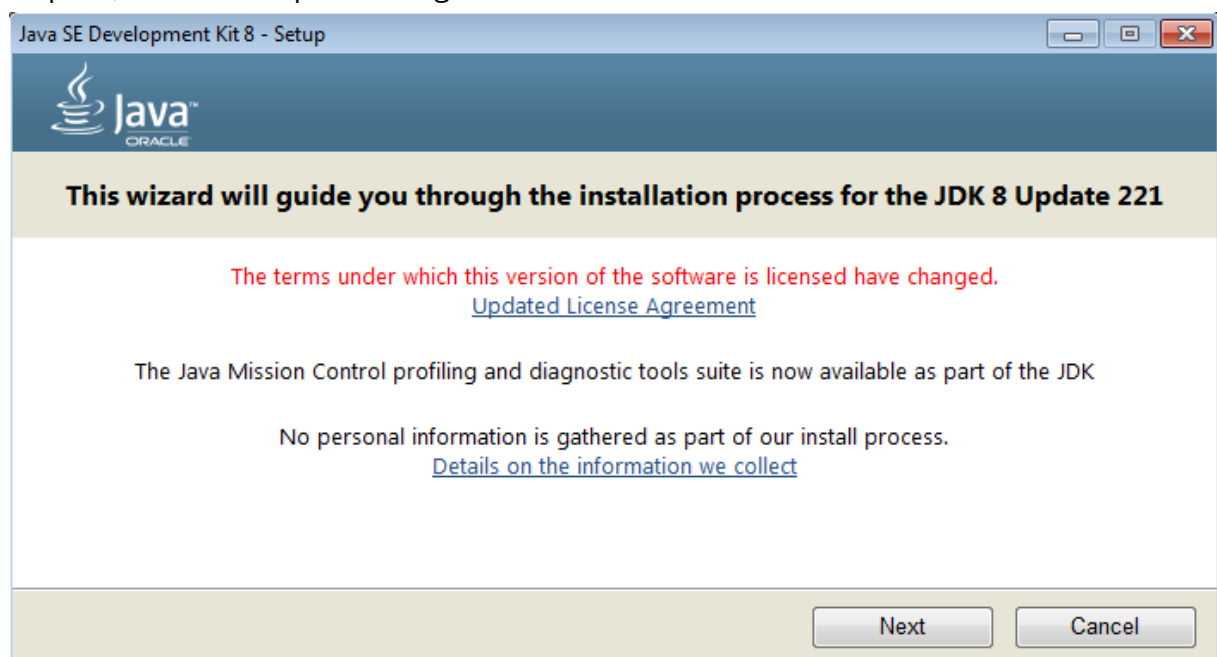 Java SE Development Kit 8 - Setup
Java™
ORACLE
This wizard will guide you through the installation process for the JDK 8 Update 221
The terms under which this version of the software is licensed have changed.
Updated License Agreement
The Java Mission Control profiling and diagnostic tools suite is now available as part of the JDK
No personal information is gathered as part of our install process.
Details on the information we collect
Next Cancel